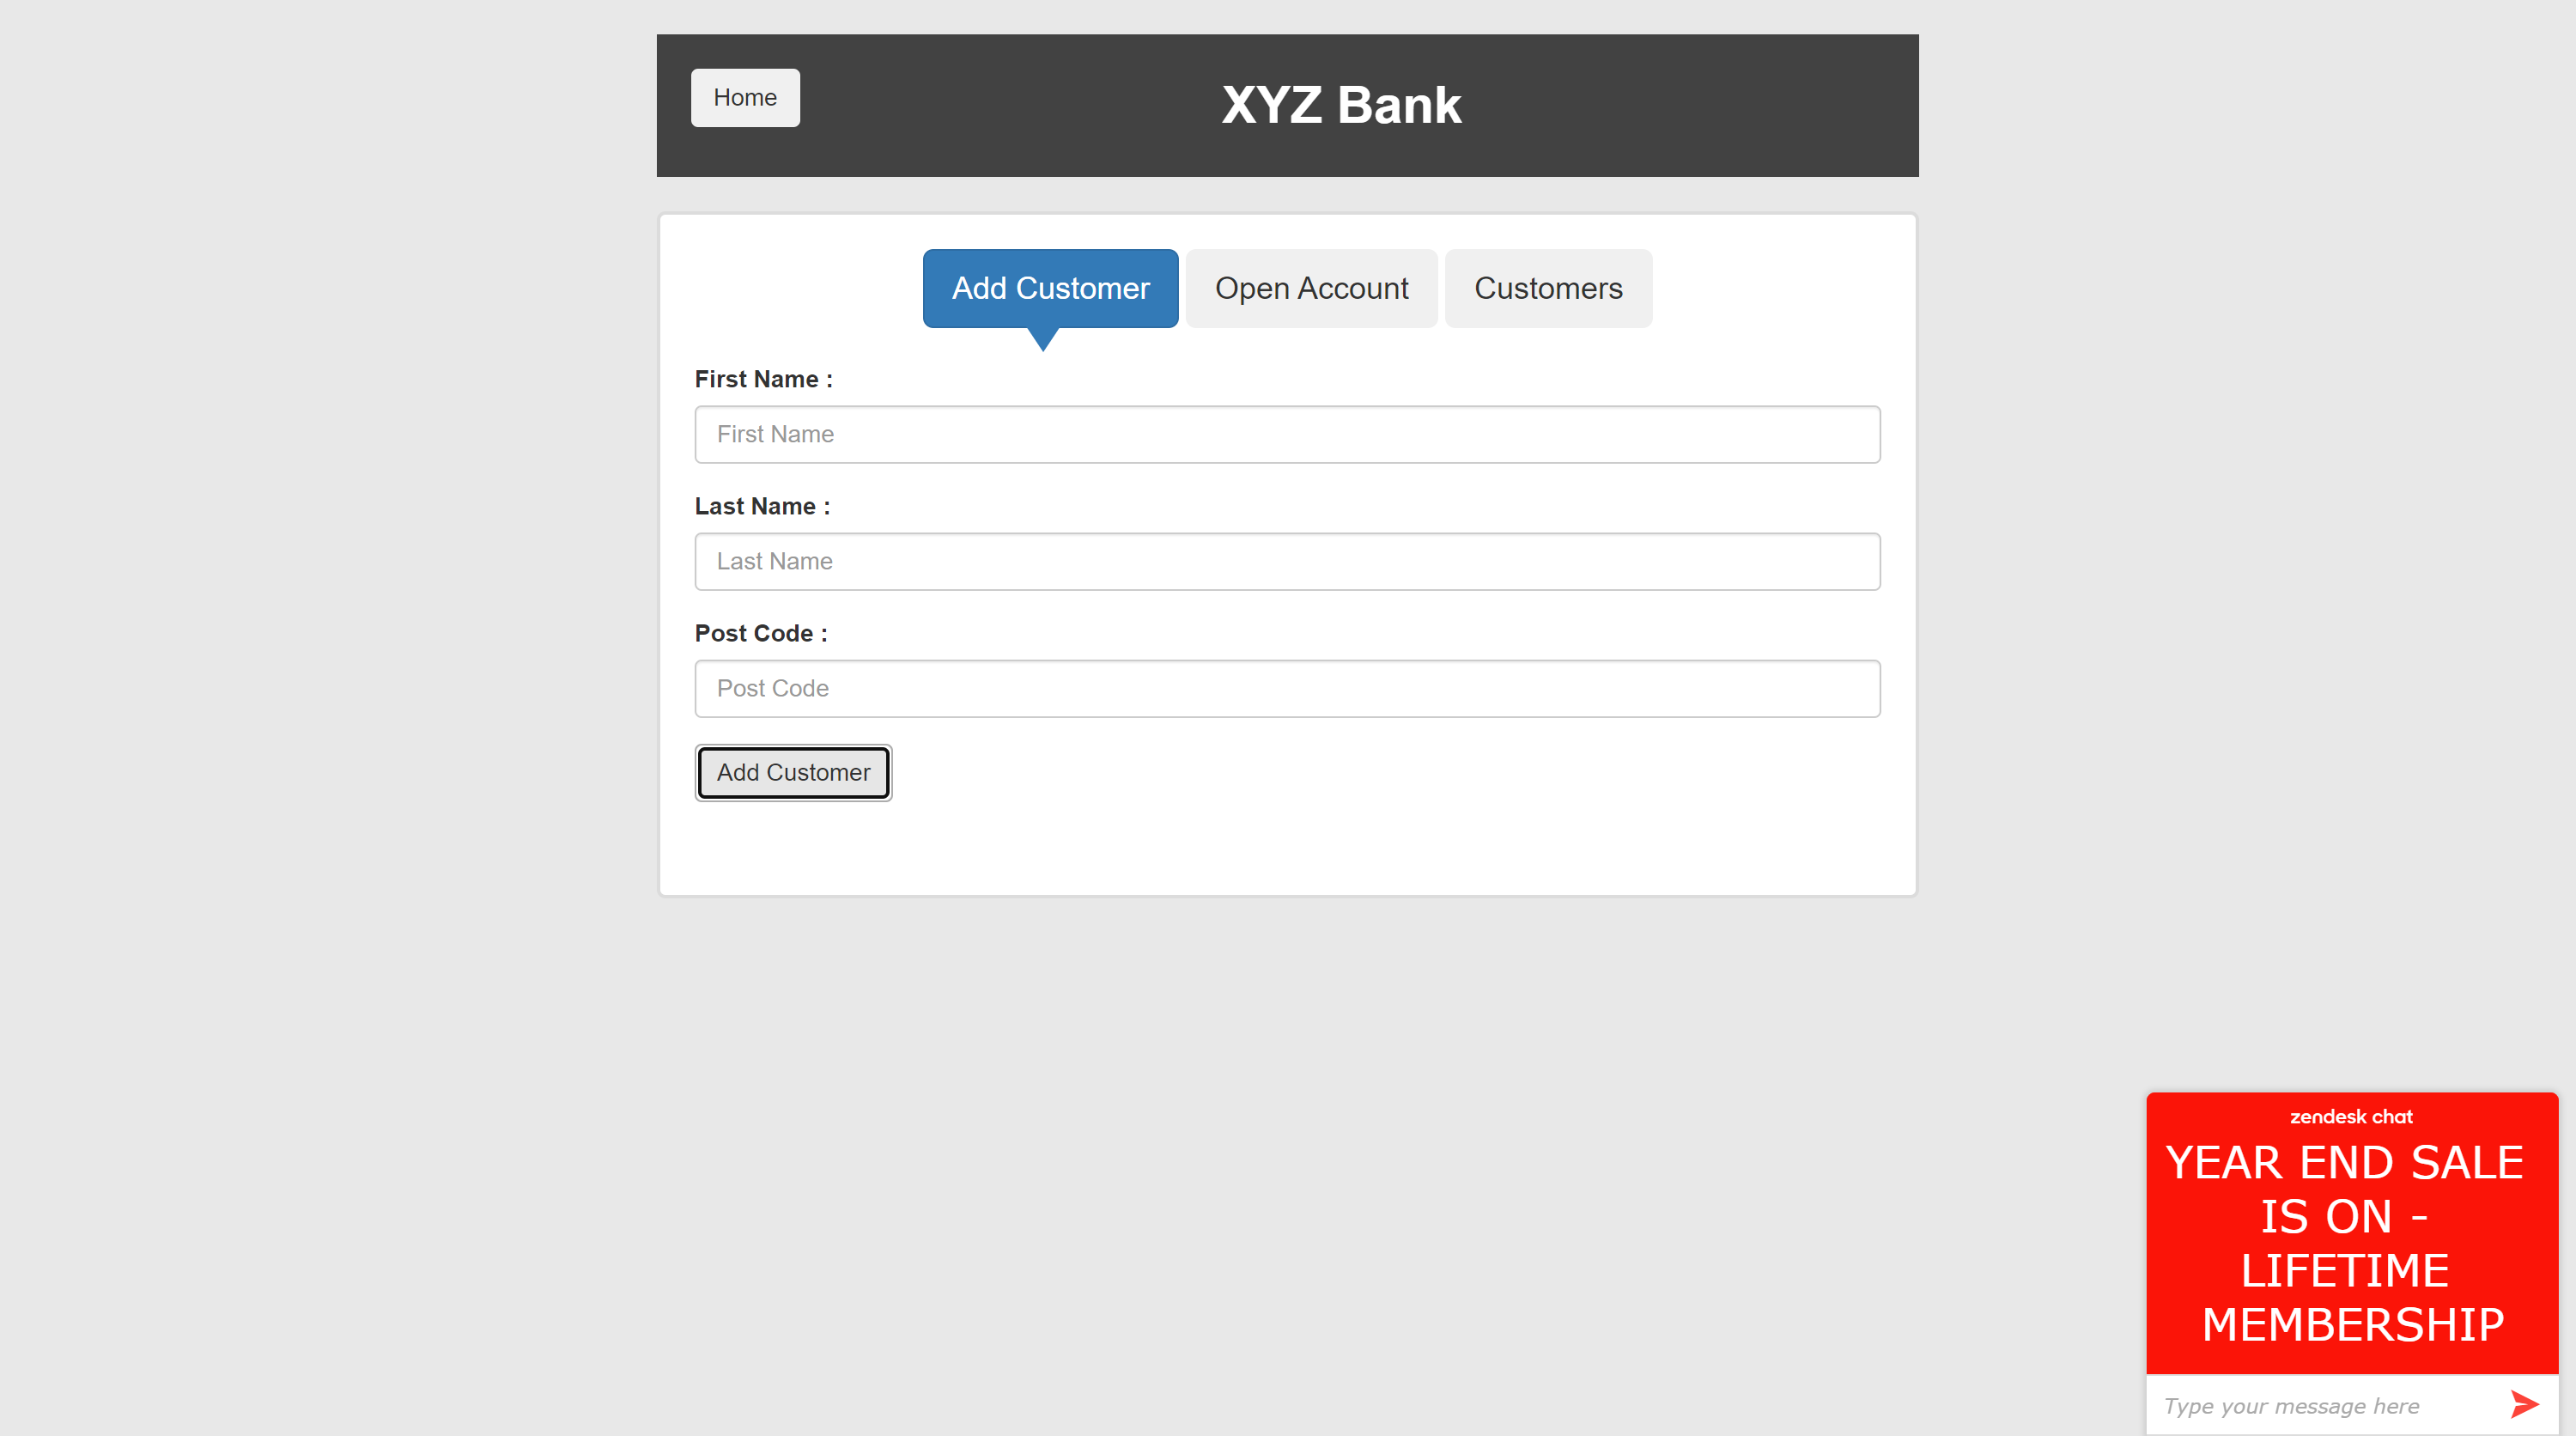 Home
XYZ Bank
Add Customer
Open Account
Customers
First Name :
First Name
Last Name :
Last Name
Post Code :
Post Code
Add Customer
zendesk chat
YEAR END SALE
IS ON -
LIFETIME
MEMBERSHIP
Type your message here